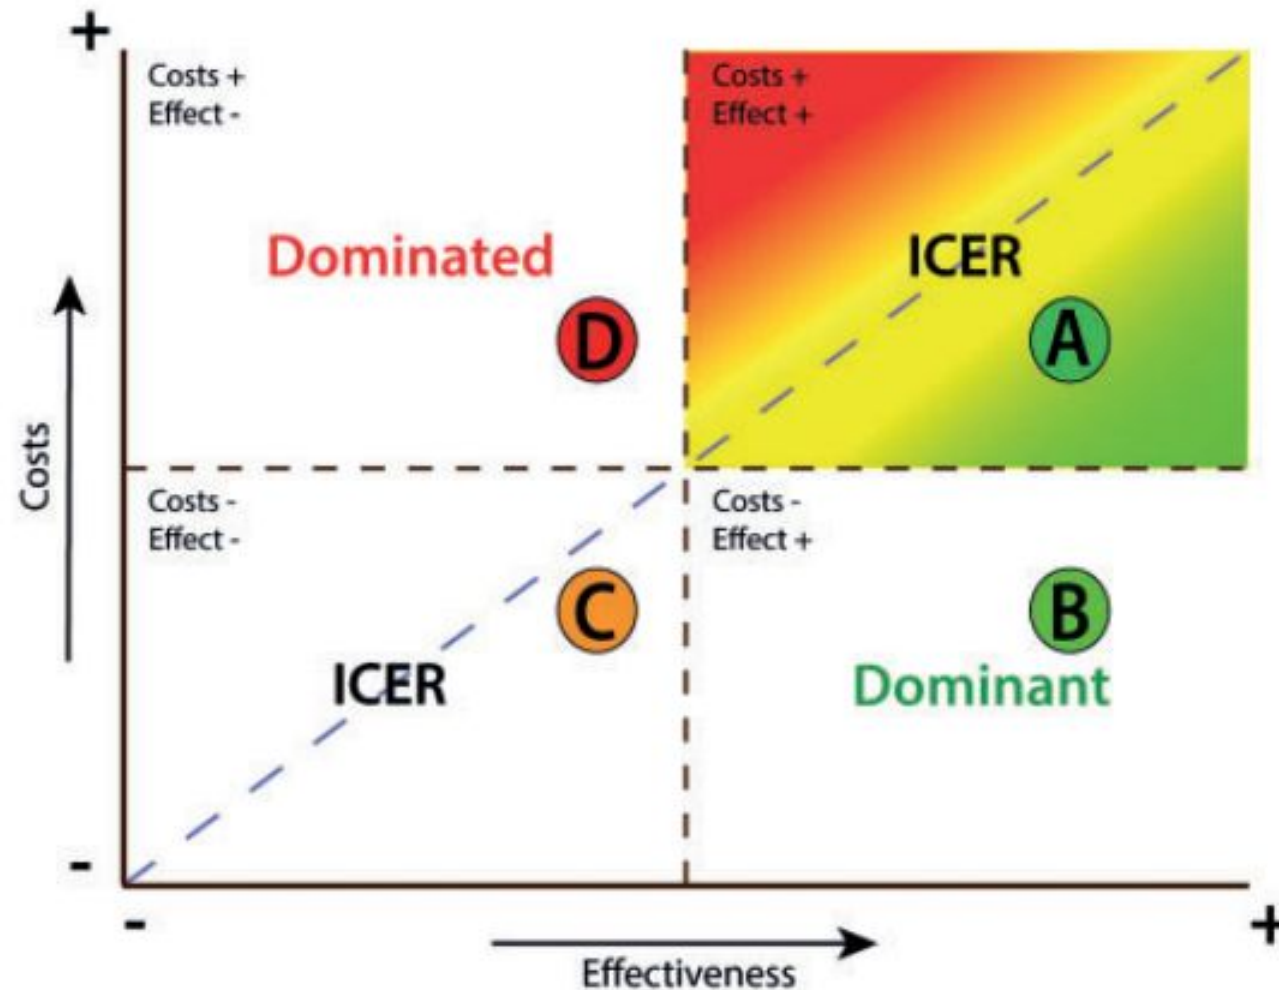 +
Costs +
Effect -
Costs +
Effect +
Dominated
ICER
D
A
Costs
Costs -
Effect -
Costs -
Effect +
C
B
ICER
Dominant
-
-
+
Effectiveness